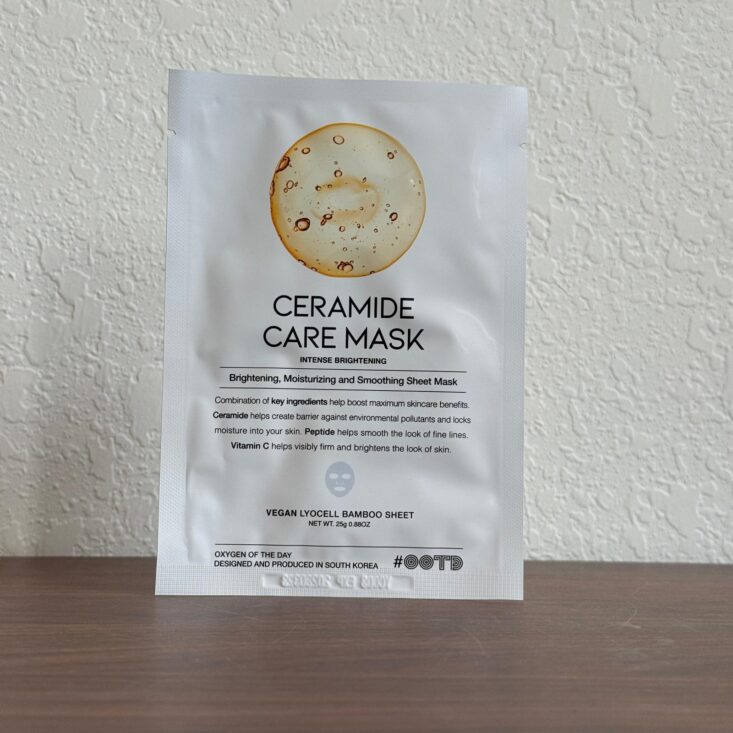 CERAMIDE
CARE MASK
INTENSE BRIGHTENING
Brightening, Moisturizing and Smoothing Sheet Mask
Combination of key ingredients help boost maximum skincare benefits.
Ceramide helps create barrier against environmental pollutants and locks
moisture into your skin. Peptide helps smooth the look of fine lines.
Vitamin C helps visibly firm and brightens the look of skin.
VEGAN LYOCELL BAMBOO SHEET
NET WT. 25g 0.88OZ
OXYGEN OF THE DAY
DESIGNED AND PRODUCED IN SOUTH KOREA
#OOTD